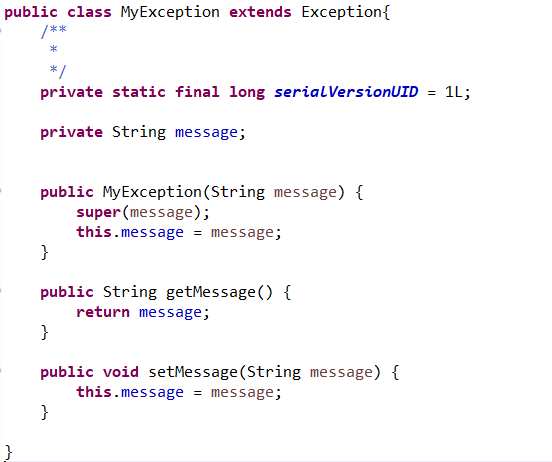 public class MyException extends Exception{
/**
*
*/
private static final long serialVersionUID = 1L;
private String message;
public MyException(String message) {
super(message);
this.message = message;
}
public String getMessage() {
return message;
}
public void setMessage(String message) {
this.message = message;
}
}